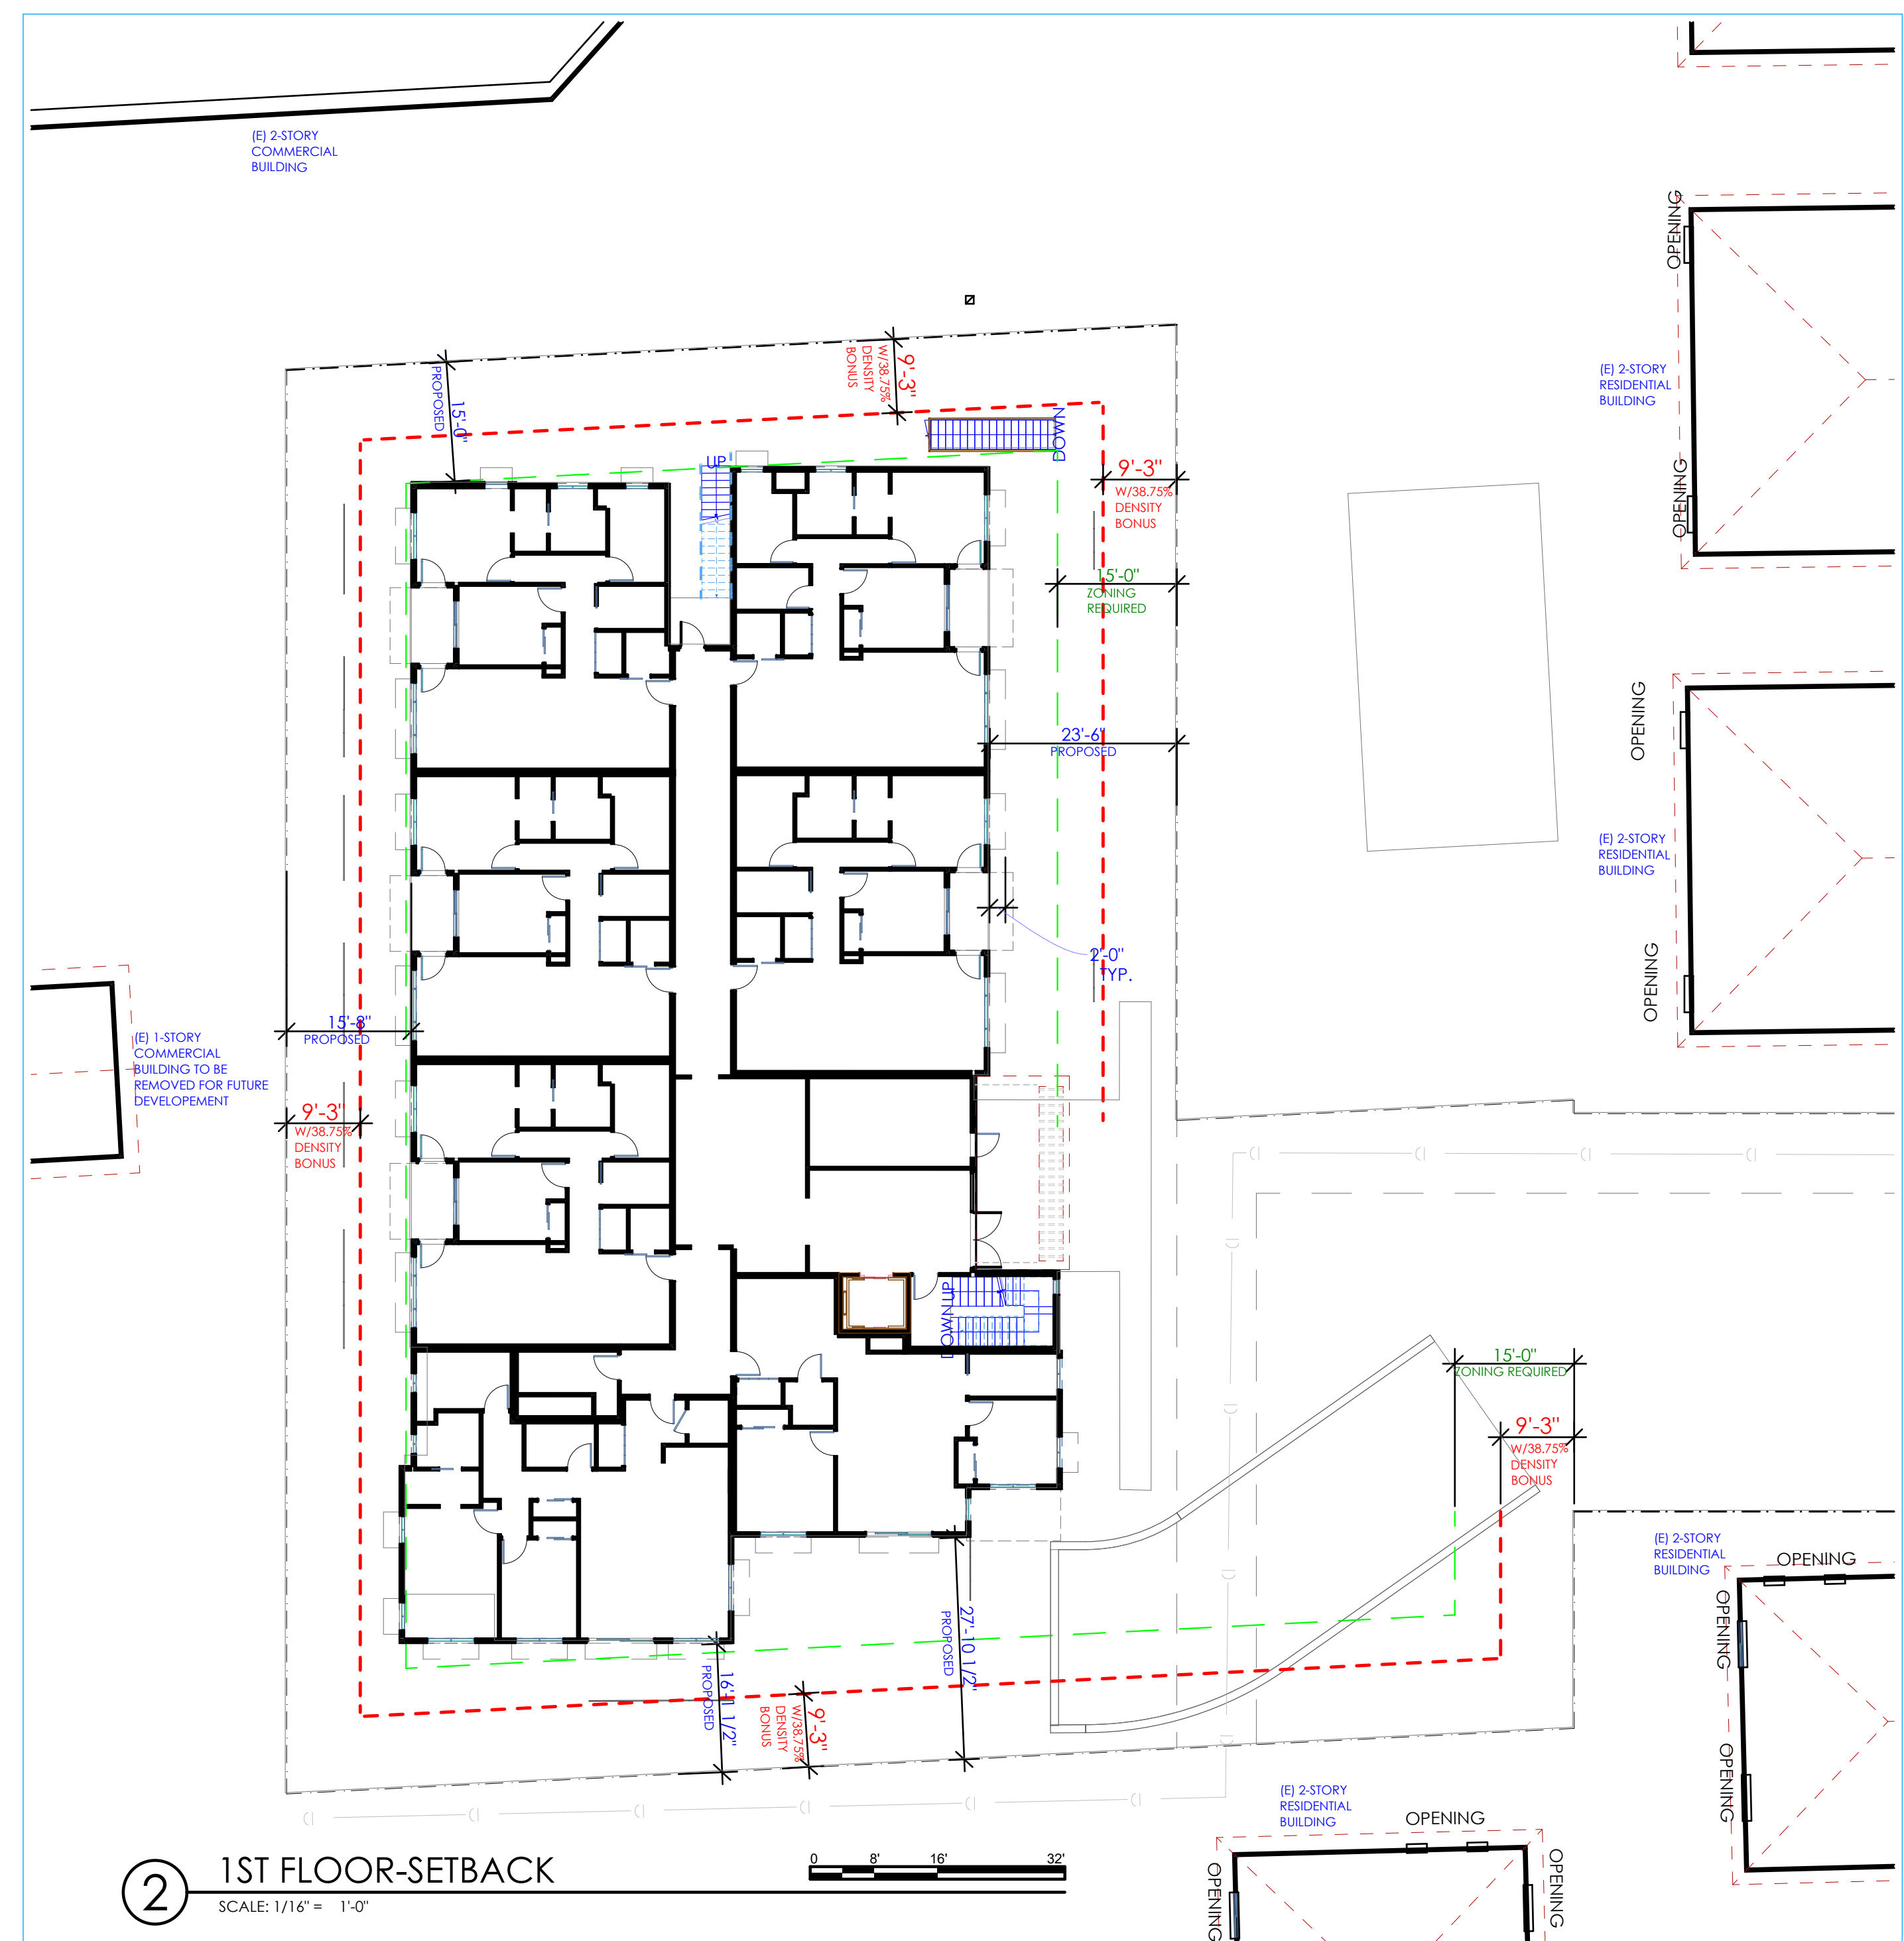 (E) 2-STORY
COMMERCIAL
BUILDING
OPENING
OPENING
(E) 2-STORY
RESIDENTIAL
BUILDING
15'-0"
PROPOSED
9'-3"
W/38.75%
DENSITY
BONUS
UP
DOWN
9'-3"
W/38.75%
DENSITY
BONUS
15'-0"
ZONING
REQUIRED
23'-6"
PROPOSED
OPENING
(E) 2-STORY
RESIDENTIAL
BUILDING
OPENING
2'-0"
TYP.
15'-8"
PROPOSED
(E) 1-STORY
COMMERCIAL
BUILDING TO BE
REMOVED FOR FUTURE
DEVELOPEMENT
9'-3"
W/38.75%
DENSITY
BONUS
UP
DOWN
15'-0"
ZONING REQUIRED
9'-3"
W/38.75%
DENSITY
BONUS
(E) 2-STORY
RESIDENTIAL
BUILDING
OPENING
OPENING
OPENING
16'-1 1/2"
PROPOSED
9'-3"
W/38.75%
DENSITY
BONUS
27'-10 1/2"
PROPOSED
(E) 2-STORY
RESIDENTIAL
BUILDING
OPENING
OPENING
OPENING
2
1ST FLOOR-SETBACK
SCALE: 1/16" = 1'-0"
0 8' 16' 32'